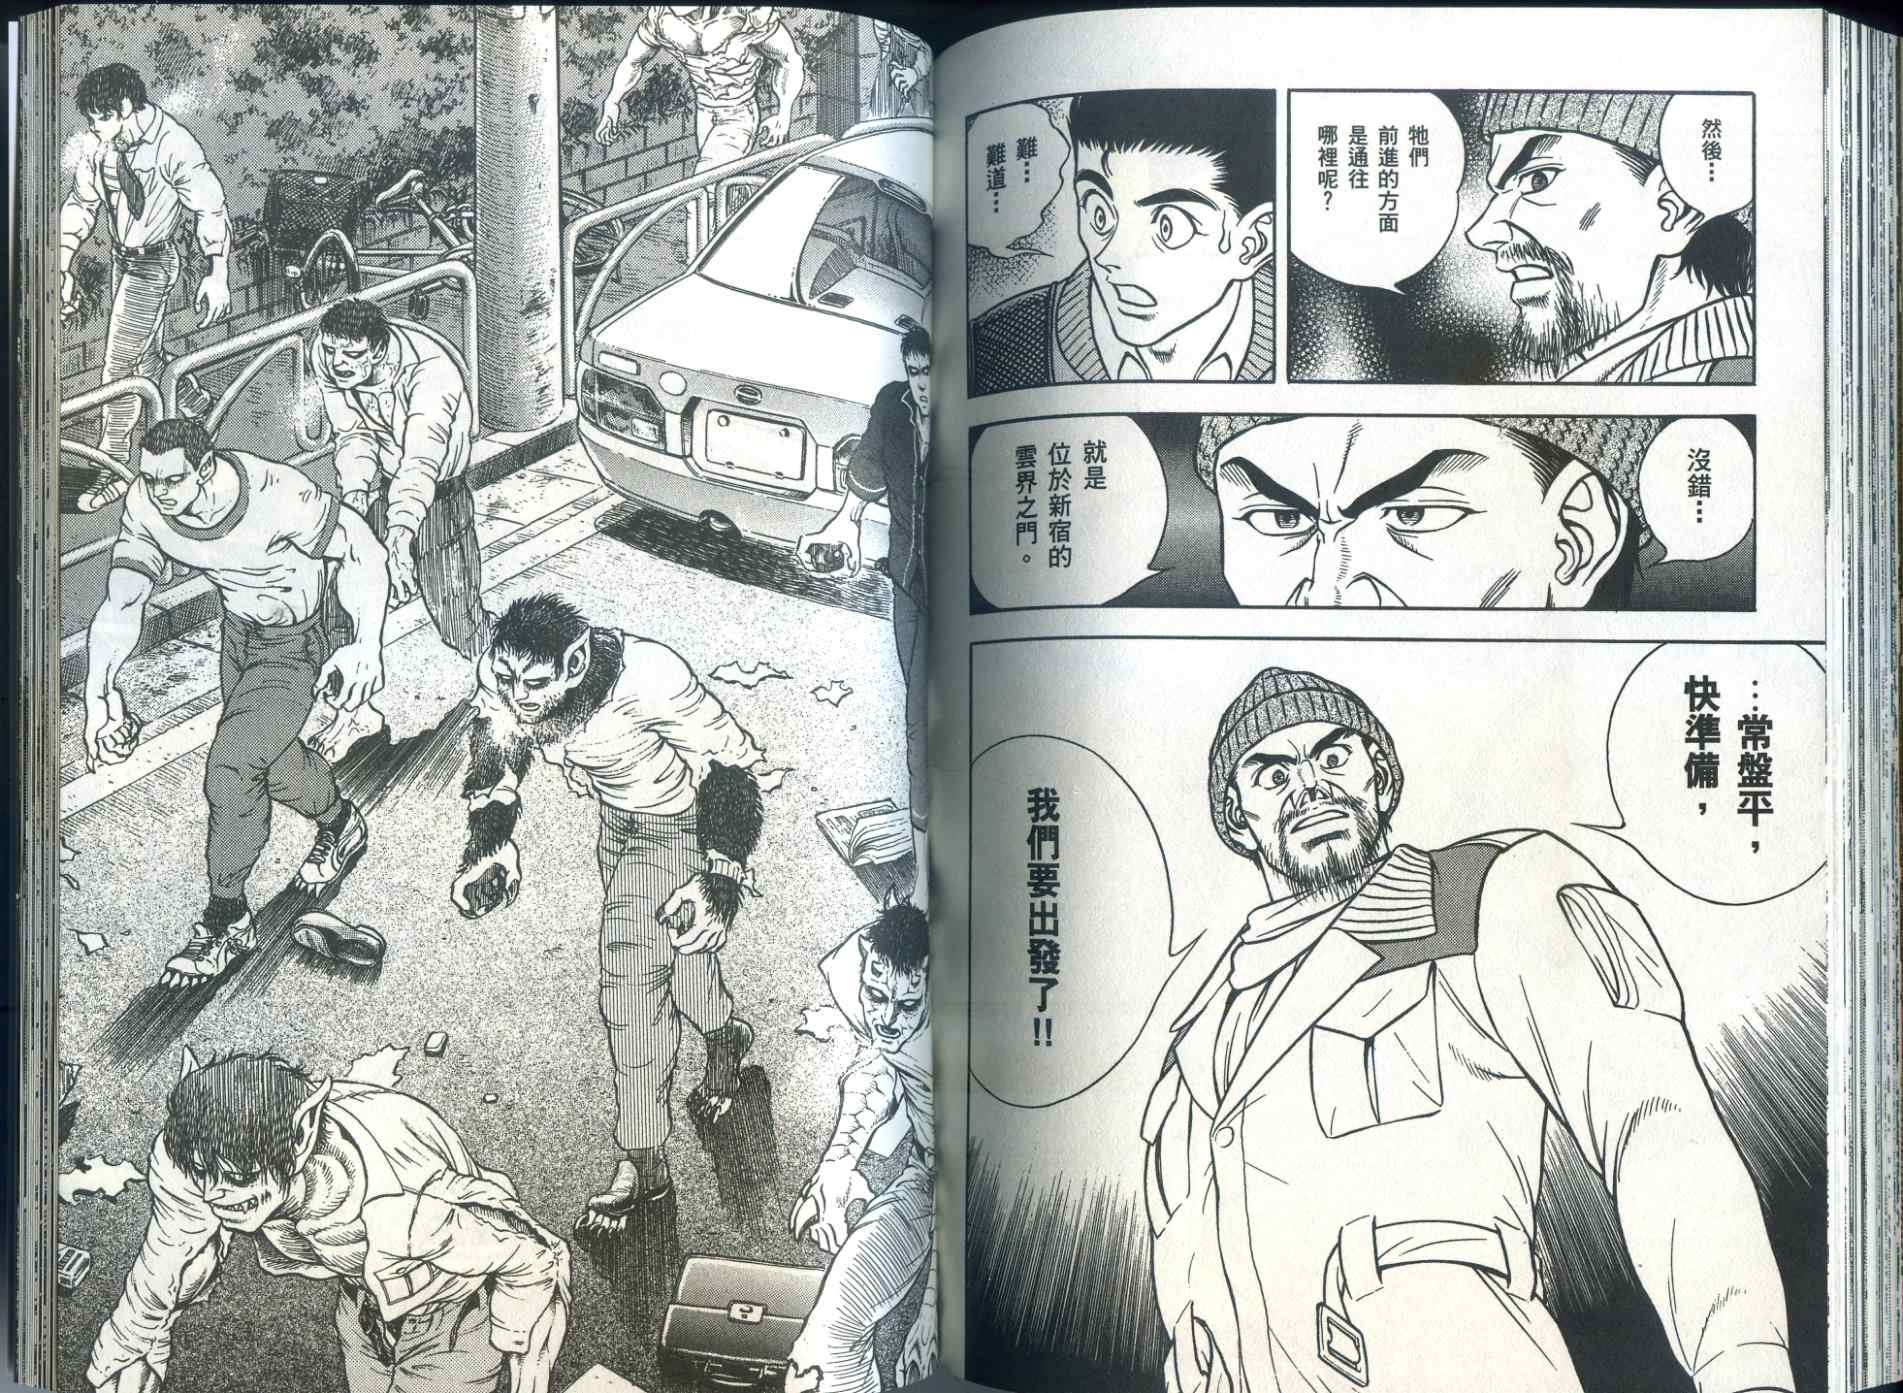 然後…
牠們
前進的方面
是通往
哪裡呢?
難…
難道…
沒錯…
就是
位於新宿的
雲界之門。
…常盤平，
快準備，
我們要出發了!!